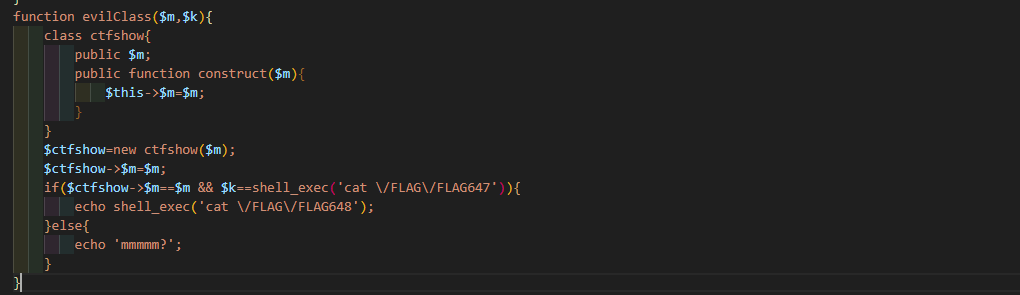 }
function evilClass($m,$k){
    class ctfshow{
        public $m;
        public function construct($m){
            $this->$m=$m;
        }
    }
    $ctfshow=new ctfshow($m);
    $ctfshow->$m=$m;
    if($ctfshow->$m==$m && $k==shell_exec('cat \/FLAG\/FLAG647')){
        echo shell_exec('cat \/FLAG\/FLAG648');
    }else{
        echo 'mmmmm?';
    }
}